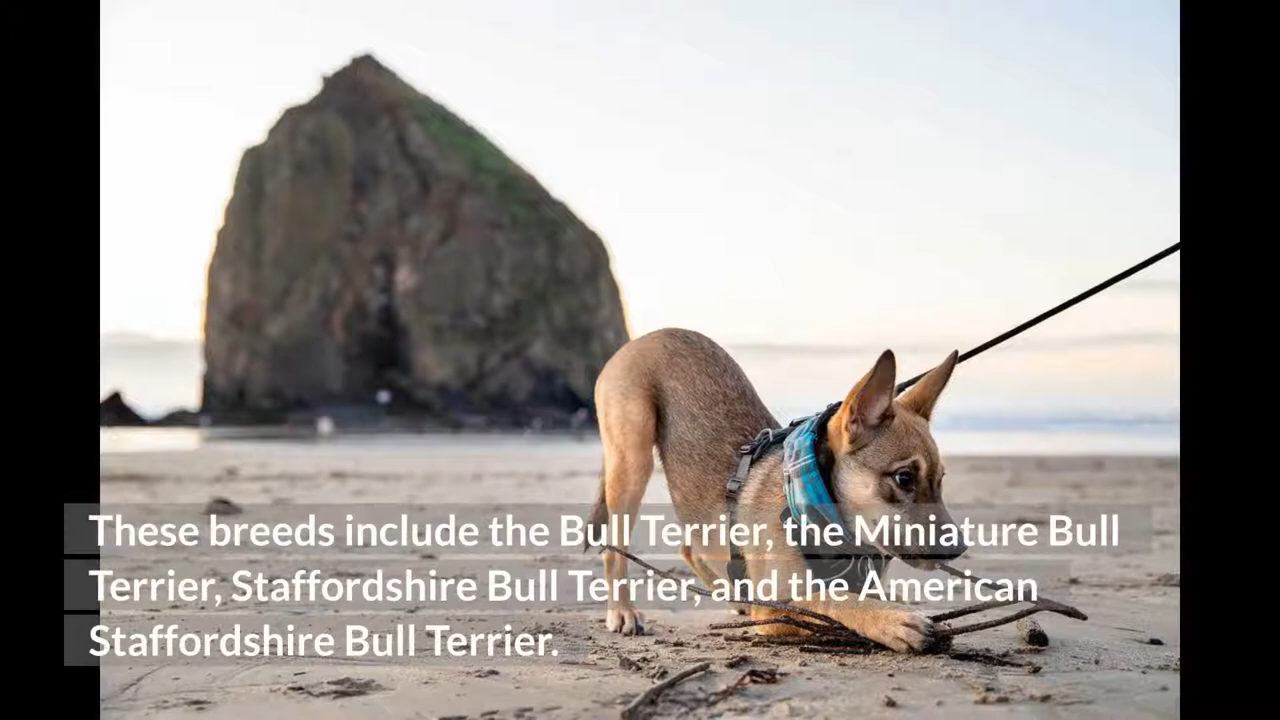 These breeds include the Bull Terrier, the Miniature Bull
Terrier, Staffordshire Bull Terrier, and the American
Staffordshire Bull Terrier.